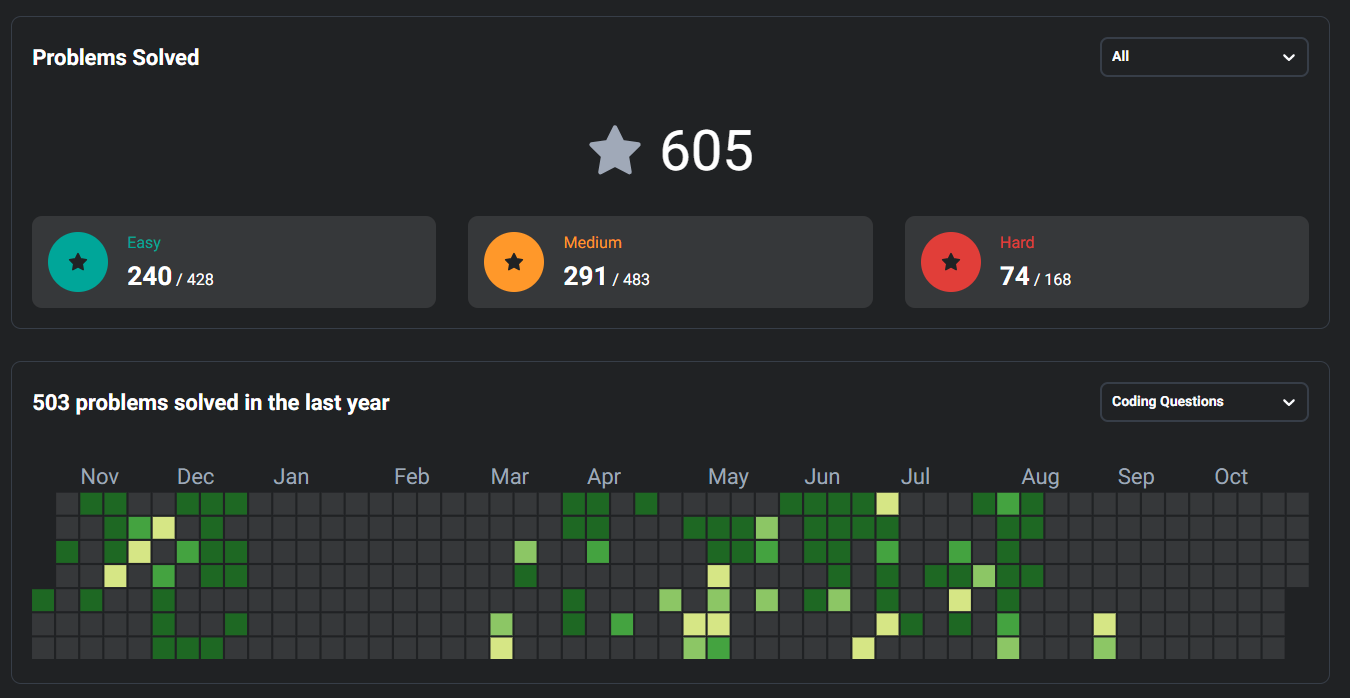 Problems Solved
All
605
Easy
240 / 428
Medium
291 / 483
Hard
74 / 168
503 problems solved in the last year
Coding Questions
Nov Dec Jan Feb Mar Apr May Jun Jul Aug Sep Oct